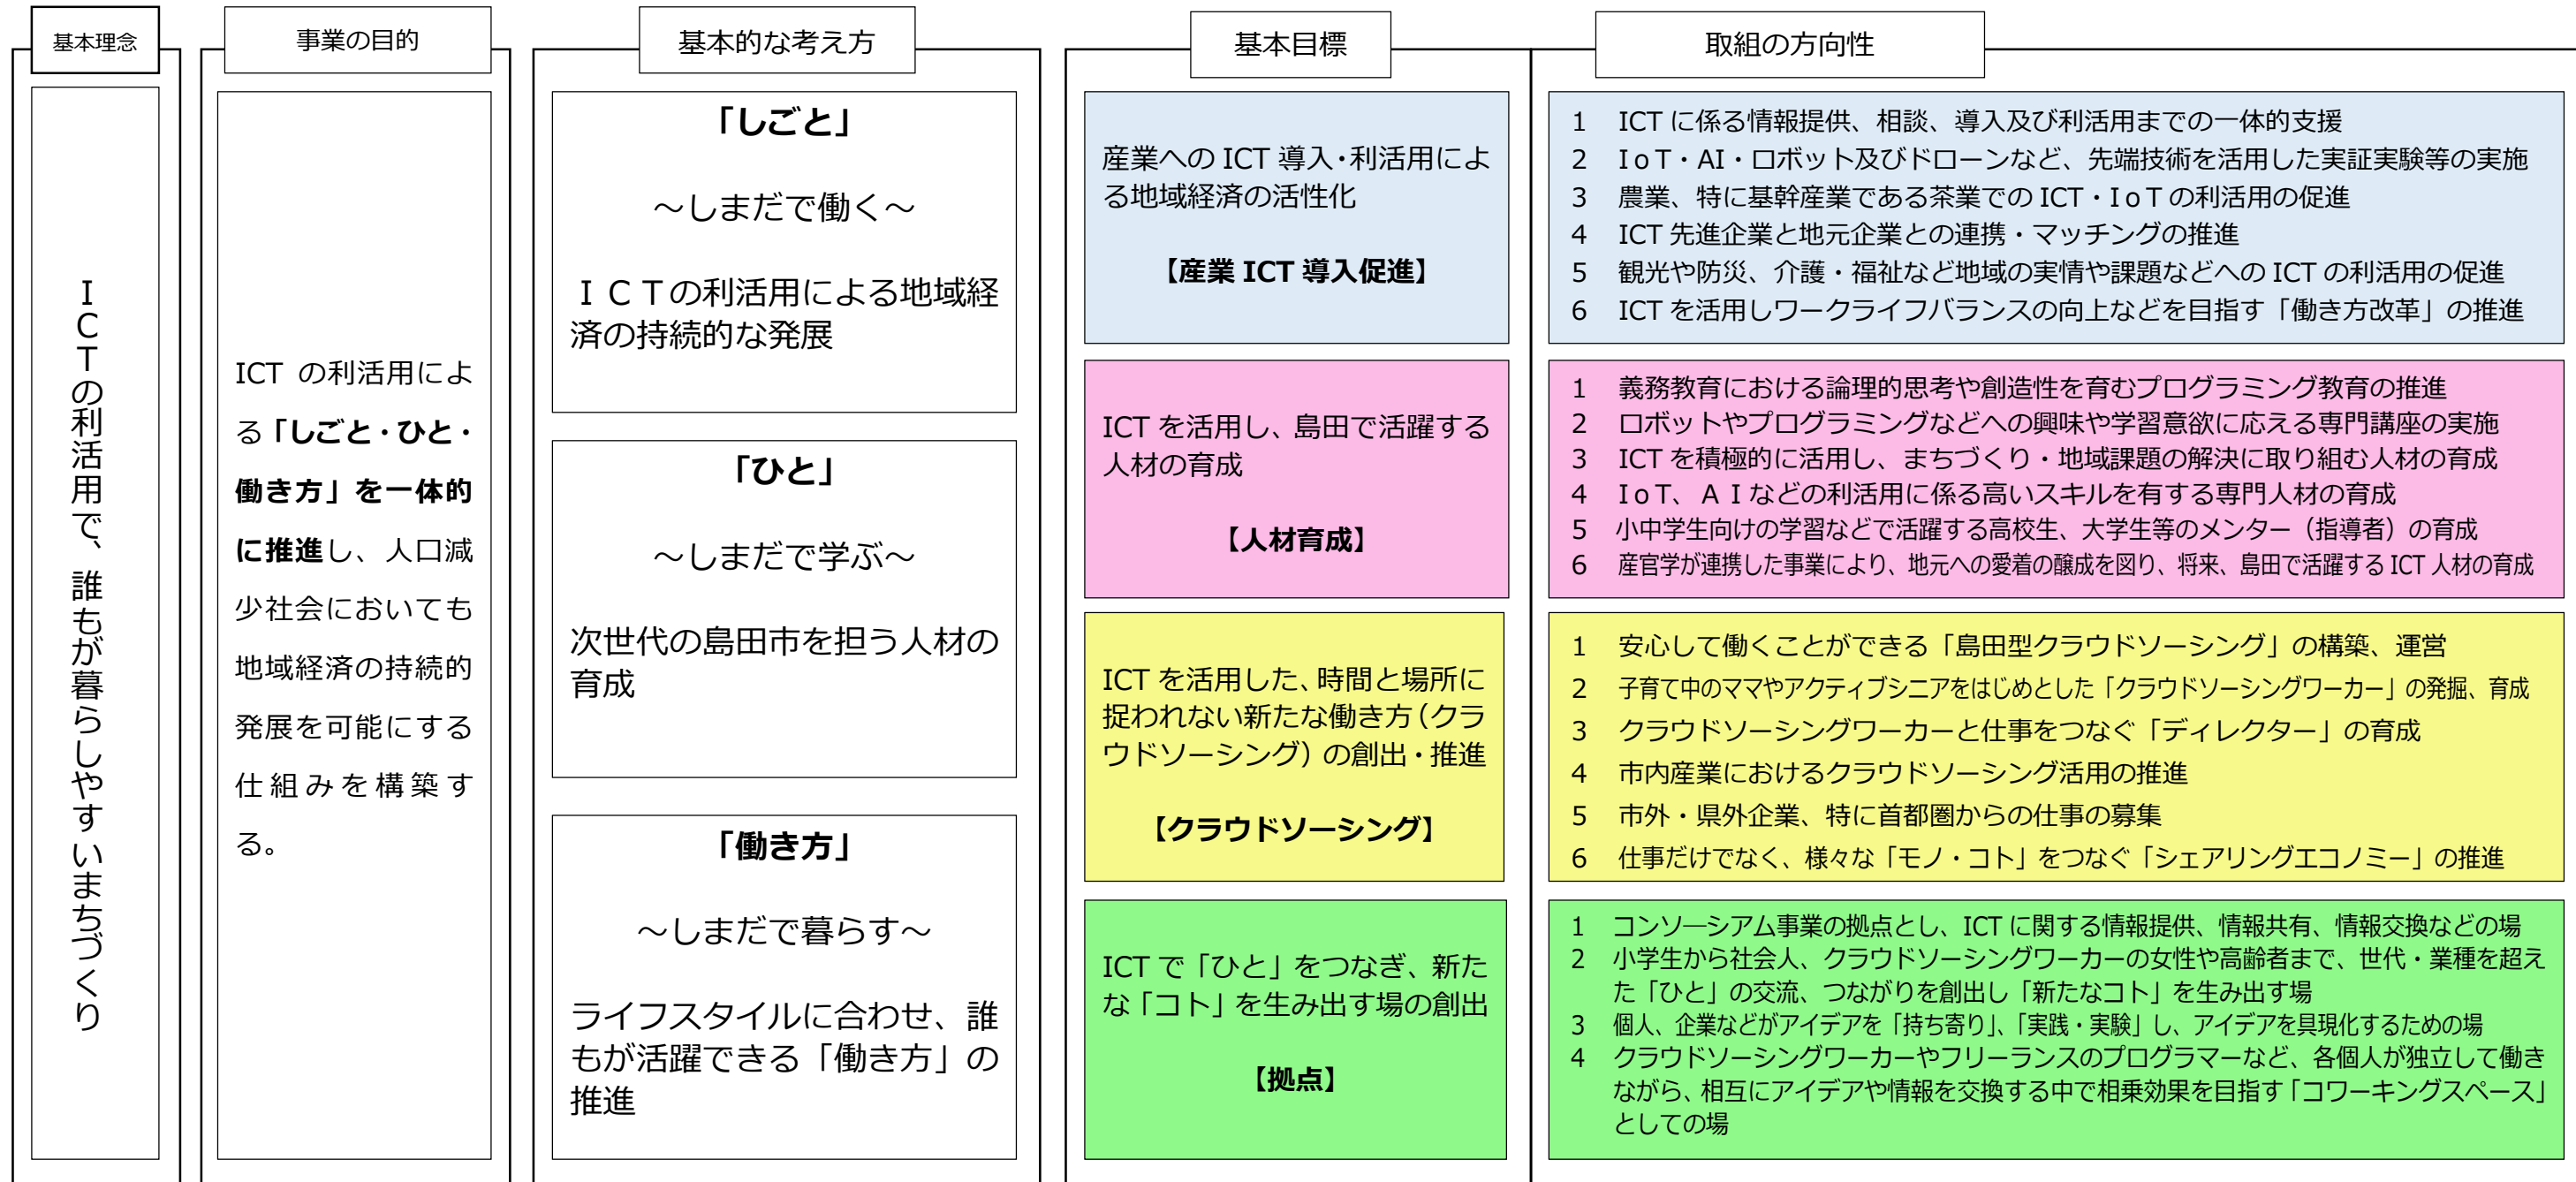 基本理念
ICTの利活用で、誰もが暮らしやすいまちづくり
事業の目的
ICT の利活用によ
る「しごと・ひと・
働き方」を一体的
に推進し、人口減
少社会においても
地域経済の持続的
発展を可能にする
仕組みを構築す
る。
基本的な考え方
「しごと」
～しまだで働く～
ＩＣＴの利活用による地域経
済の持続的な発展
「ひと」
～しまだで学ぶ～
次世代の島田市を担う人材の
育成
「働き方」
～しまだで暮らす～
ライフスタイルに合わせ、誰
もが活躍できる「働き方」の
推進
基本目標
産業への ICT 導入・利活用によ
る地域経済の活性化
【産業 ICT 導入促進】
ICT を活用し、島田で活躍する
人材の育成
【人材育成】
ICT を活用した、時間と場所に
捉われない新たな働き方（クラ
ウドソーシング）の創出・推進
【クラウドソーシング】
ICT で「ひと」をつなぎ、新た
な「コト」を生み出す場の創出
【拠点】
取組の方向性
1 ICT に係る情報提供、相談、導入及び利活用までの一体的支援
2 IoT・AI・ロボット及びドローンなど、先端技術を活用した実証実験等の実施
3 農業、特に基幹産業である茶業での ICT・IoT の利活用の促進
4 ICT 先進企業と地元企業との連携・マッチングの推進
5 観光や防災、介護・福祉など地域の実情や課題などへの ICT の利活用の促進
6 ICT を活用しワークライフバランスの向上などを目指す「働き方改革」の推進
1 義務教育における論理的思考や創造性を育むプログラミング教育の推進
2 ロボットやプログラミングなどへの興味や学習意欲に応える専門講座の実施
3 ICT を積極的に活用し、まちづくり・地域課題の解決に取り組む人材の育成
4 IoT、ＡＩなどの利活用に係る高いスキルを有する専門人材の育成
5 小中学生向けの学習などで活躍する高校生、大学生等のメンター（指導者）の育成
6 産官学が連携した事業により、地元への愛着の醸成を図り、将来、島田で活躍する ICT 人材の育成
1 安心して働くことができる「島田型クラウドソーシング」の構築、運営
2 子育て中のママやアクティブシニアをはじめとした「クラウドソーシングワーカー」の発掘、育成
3 クラウドソーシングワーカーと仕事をつなぐ「ディレクター」の育成
4 市内産業におけるクラウドソーシング活用の推進
5 市外・県外企業、特に首都圏からの仕事の募集
6 仕事だけでなく、様々な「モノ・コト」をつなぐ「シェアリングエコノミー」の推進
1 コンソ―シアム事業の拠点とし、ICT に関する情報提供、情報共有、情報交換などの場
2 小学生から社会人、クラウドソーシングワーカーの女性や高齢者まで、世代・業種を超え
た「ひと」の交流、つながりを創出し「新たなコト」を生み出す場
3 個人、企業などがアイデアを「持ち寄り」、「実践・実験」し、アイデアを具現化するための場
4 クラウドソーシングワーカーやフリーランスのプログラマーなど、各個人が独立して働き
ながら、相互にアイデアや情報を交換する中で相乗効果を目指す「コワーキングスペース」
としての場